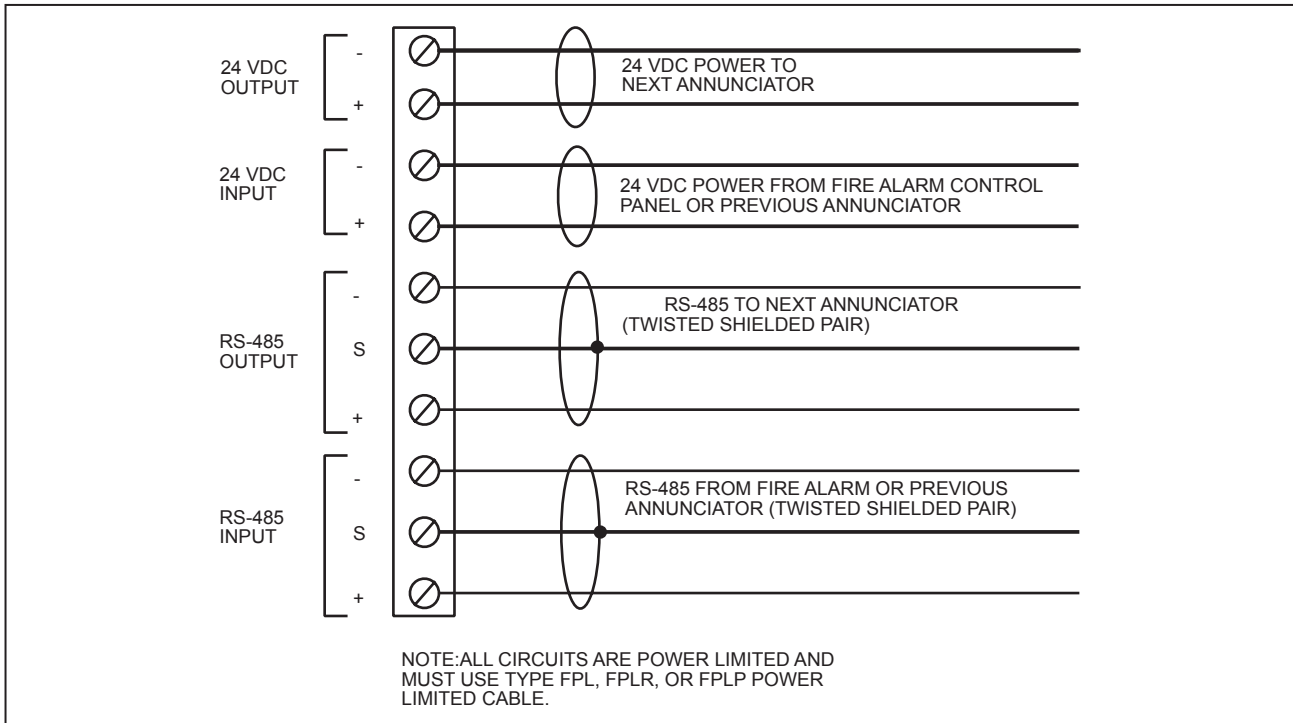 24 VDC
OUTPUT
-
+
24 VDC POWER TO
NEXT ANNUNCIATOR
24 VDC
INPUT
-
+
24 VDC POWER FROM FIRE ALARM CONTROL
PANEL OR PREVIOUS ANNUNCIATOR
RS-485
OUTPUT
-
S
+
RS-485 TO NEXT ANNUNCIATOR
(TWISTED SHIELDED PAIR)
RS-485
INPUT
-
S
+
RS-485 FROM FIRE ALARM OR PREVIOUS
ANNUNCIATOR (TWISTED SHIELDED PAIR)
NOTE:ALL CIRCUITS ARE POWER LIMITED AND
MUST USE TYPE FPL, FPLR, OR FPLP POWER
LIMITED CABLE.